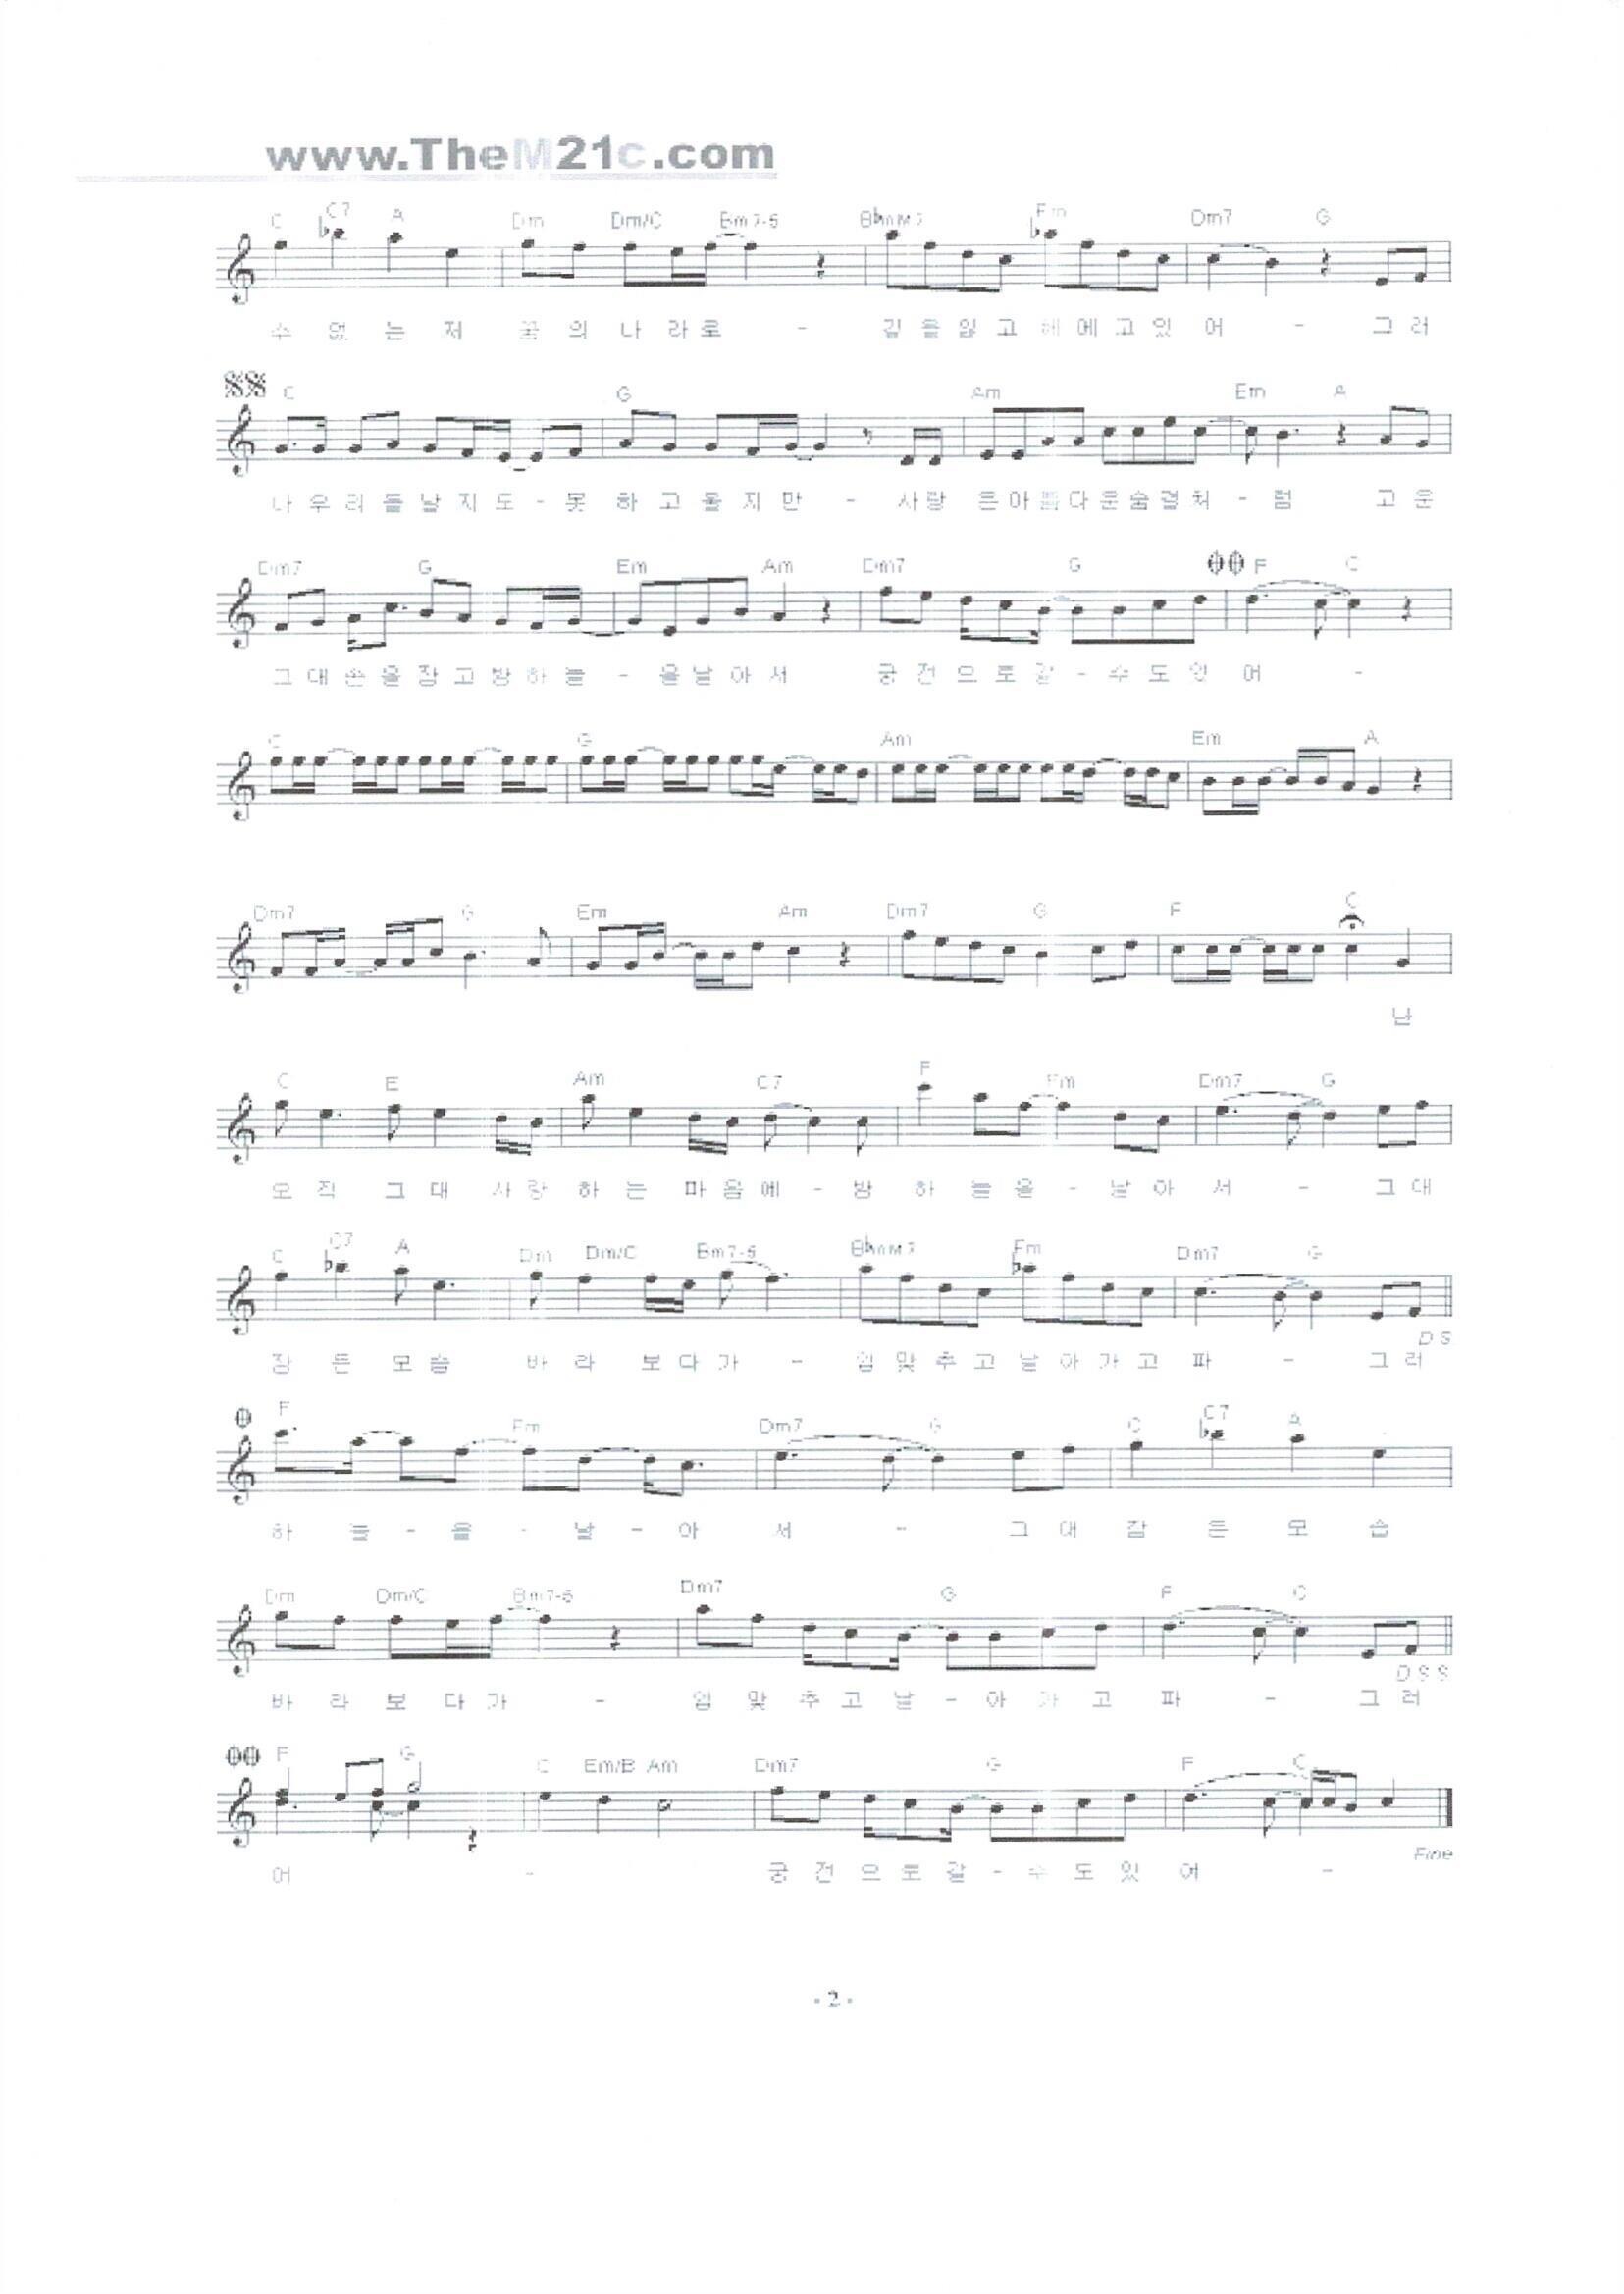 www.TheM21c.com
C C7 A Dm Dm/C Bm7-5 BbM7 Fm Dm7 G
수 없 는 저 꿈 의 나 라 로 - 길 을 잃 고 헤 에 고 있 어 - 그 러
C G Am Em A
나 우 리 들 날 지 도 - 못 하 고 울 지 만 - 사 랑 은 아 름 다 운 숨 결 처 - 럼 고 운
Dm7 G Em Am Dm7 G F C
그 대 손 을 잡 고 밤 하 늘 - 을 날 아 서 궁 전 으 로 갈 - 수 도 있 어 -
C G Am Em A
Dm7 G Em Am Dm7 G F C
난
C E Am C7 F Fm Dm7 G
오 직 그 대 사 랑 하 는 마 음 에 - 밤 하 늘 을 - 날 아 서 - 그 대
C C7 A Dm Dm/C Bm7-5 BbM7 Fm Dm7 G
D S
잠 든 모 습 바 라 보 다 가 - 입 맞 추 고 날 아 가 고 파 - 그 러
F Fm Dm7 G C C7 A
하 늘 - 을 - 날 - 아 서 - 그 대 잠 든 모 습
Dm Dm/C Bm7-5 Dm7 G F C
D S S
바 라 보 다 가 - 입 맞 추 고 날 - 아 가 고 파 - 그 러
F G C Em/B Am Dm7 G F C
Fine
어 - 궁 전 으 로 갈 - 수 도 있 어 -
- 2 -